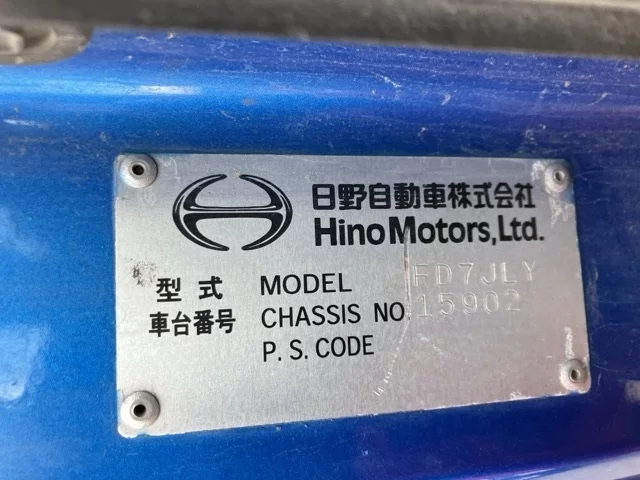 日野自動車株式会社
Hino Motors, Ltd.
型式 MODEL FD7JLY
車台番号 CHASSIS NO. 15902
P.S.CODE